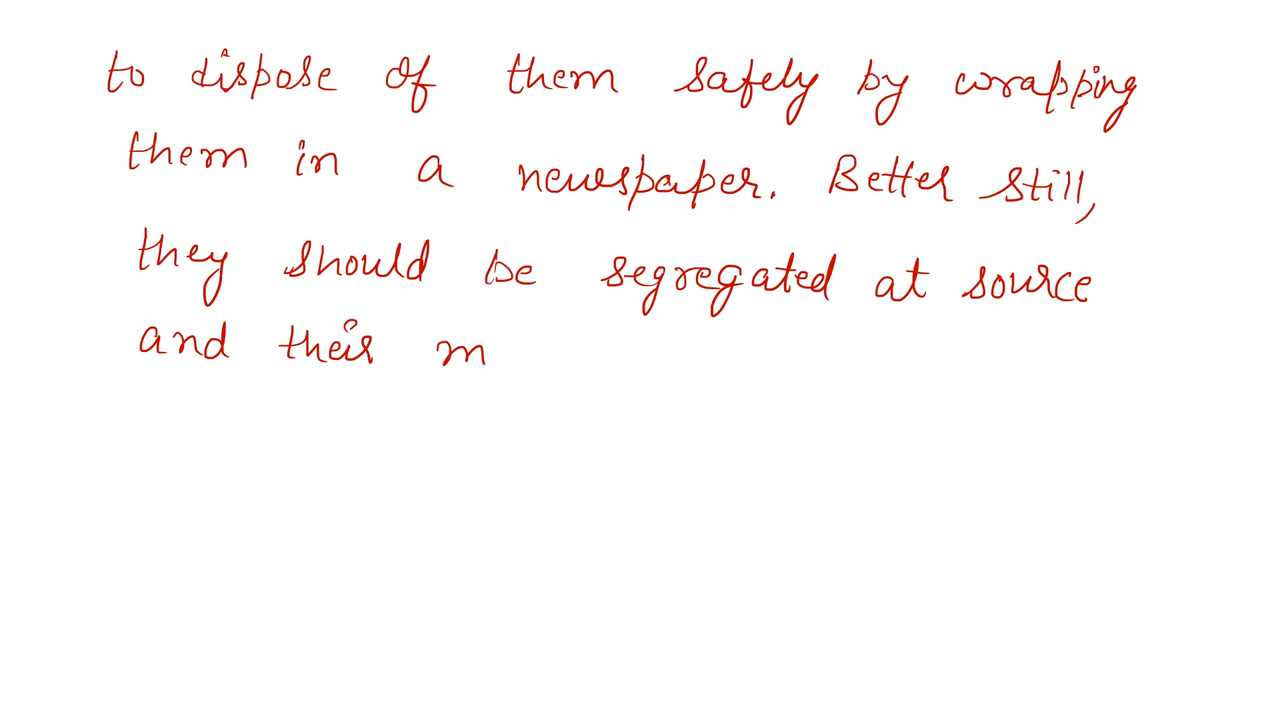 to dispose of them safely by wrapping
them in a newspaper. Better still,
they should be segregated at source
and their m